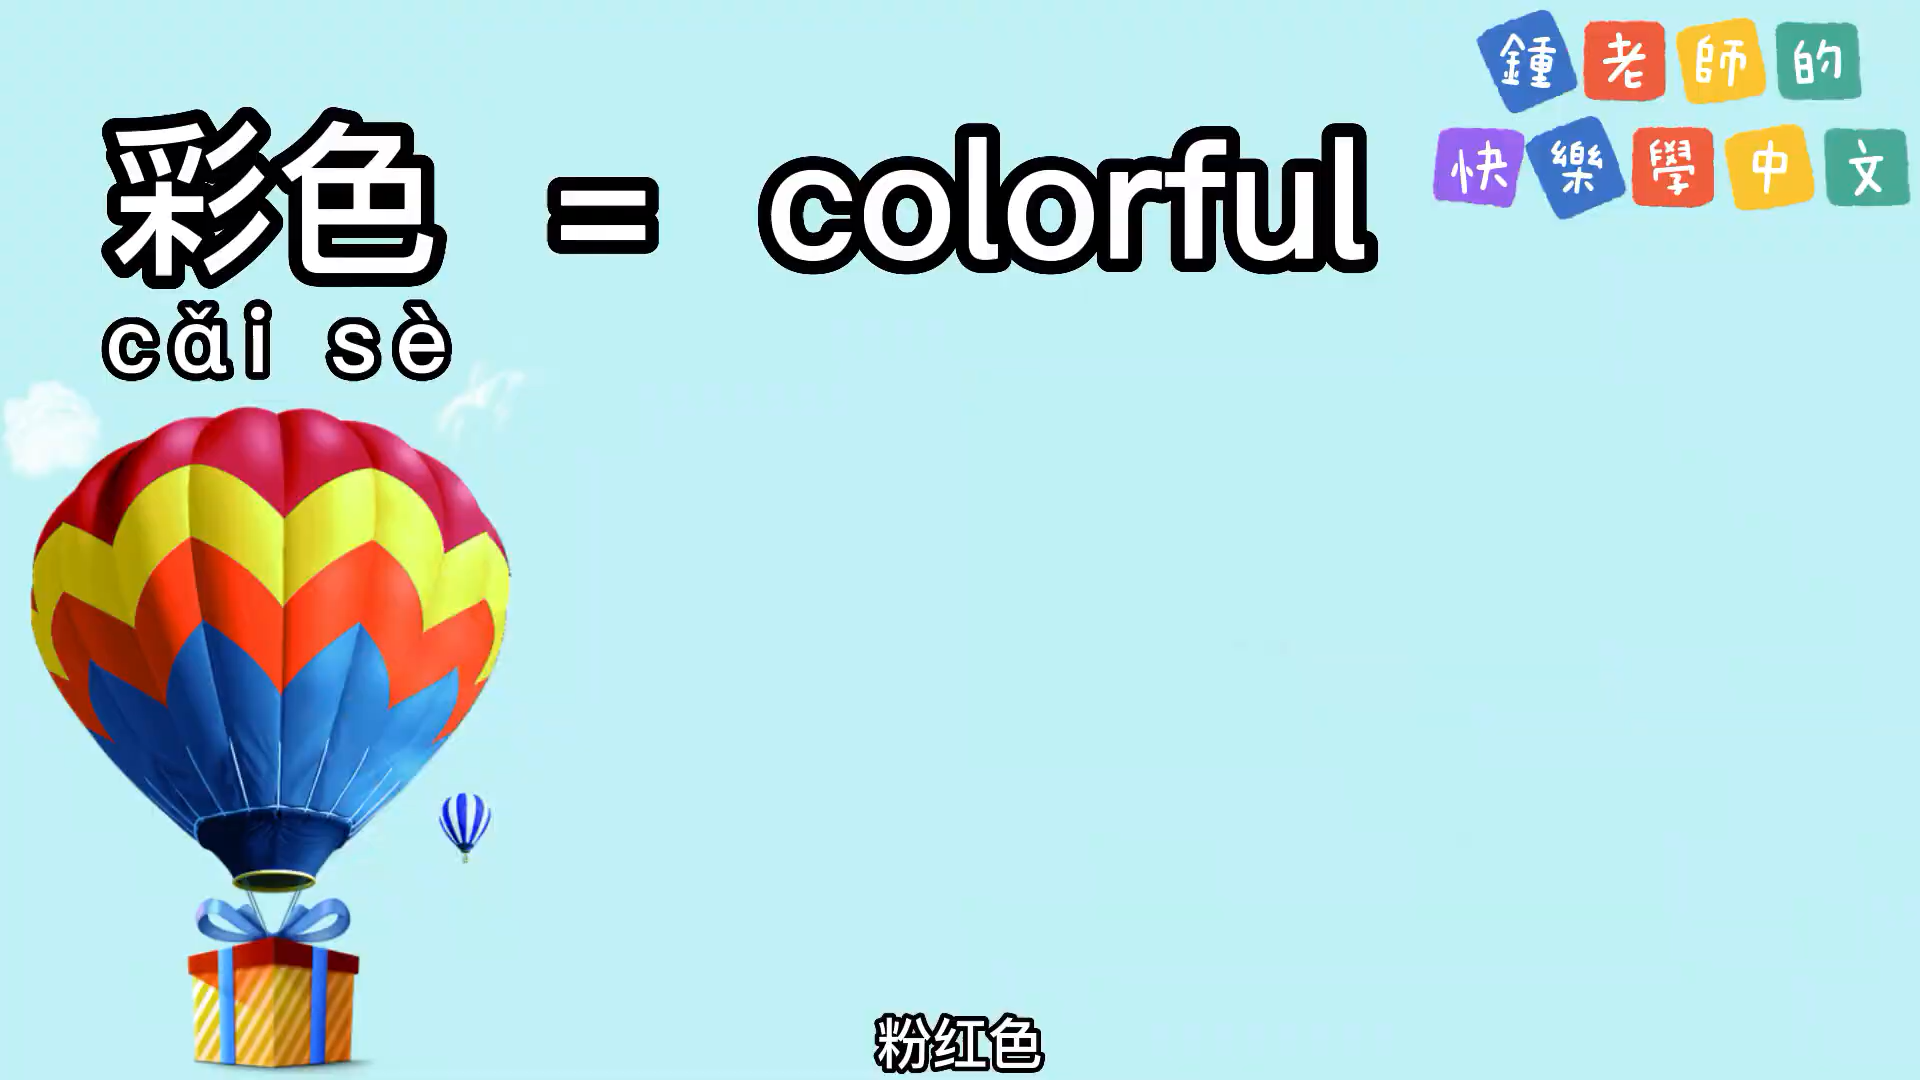 彩色 = colorful
cǎi sè
鍾老師的
快樂學中文
粉红色